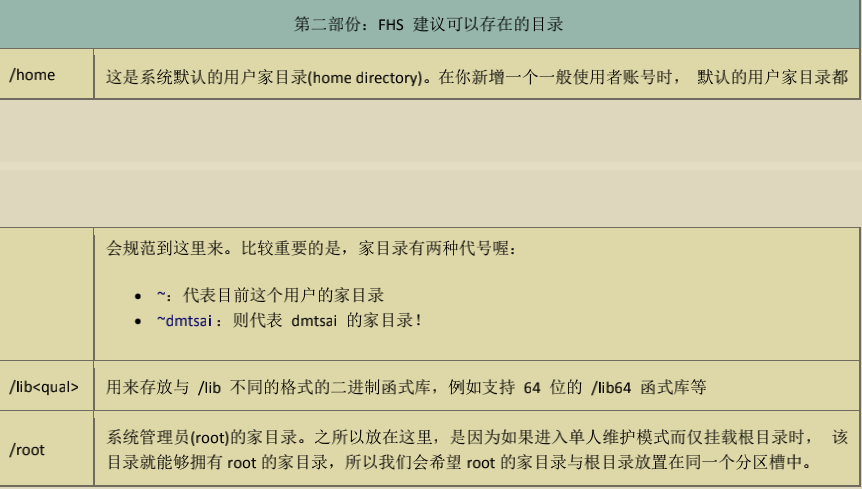 第二部份：FHS 建议可以存在的目录
/home
这是系统默认的用户家目录(home directory)。在你新增一个一般使用者账号时， 默认的用户家目录都
会规范到这里来。比较重要的是，家目录有两种代号喔：
• ~：代表目前这个用户的家目录
• ~dmtsai：则代表 dmtsai 的家目录！
/lib<qual>
用来存放与 /lib 不同的格式的二进制函式库，例如支持 64 位的 /lib64 函式库等
/root
系统管理员(root)的家目录。之所以放在这里，是因为如果进入单人维护模式而仅挂载根目录时， 该
目录就能够拥有 root 的家目录，所以我们会希望 root 的家目录与根目录放置在同一个分区槽中。